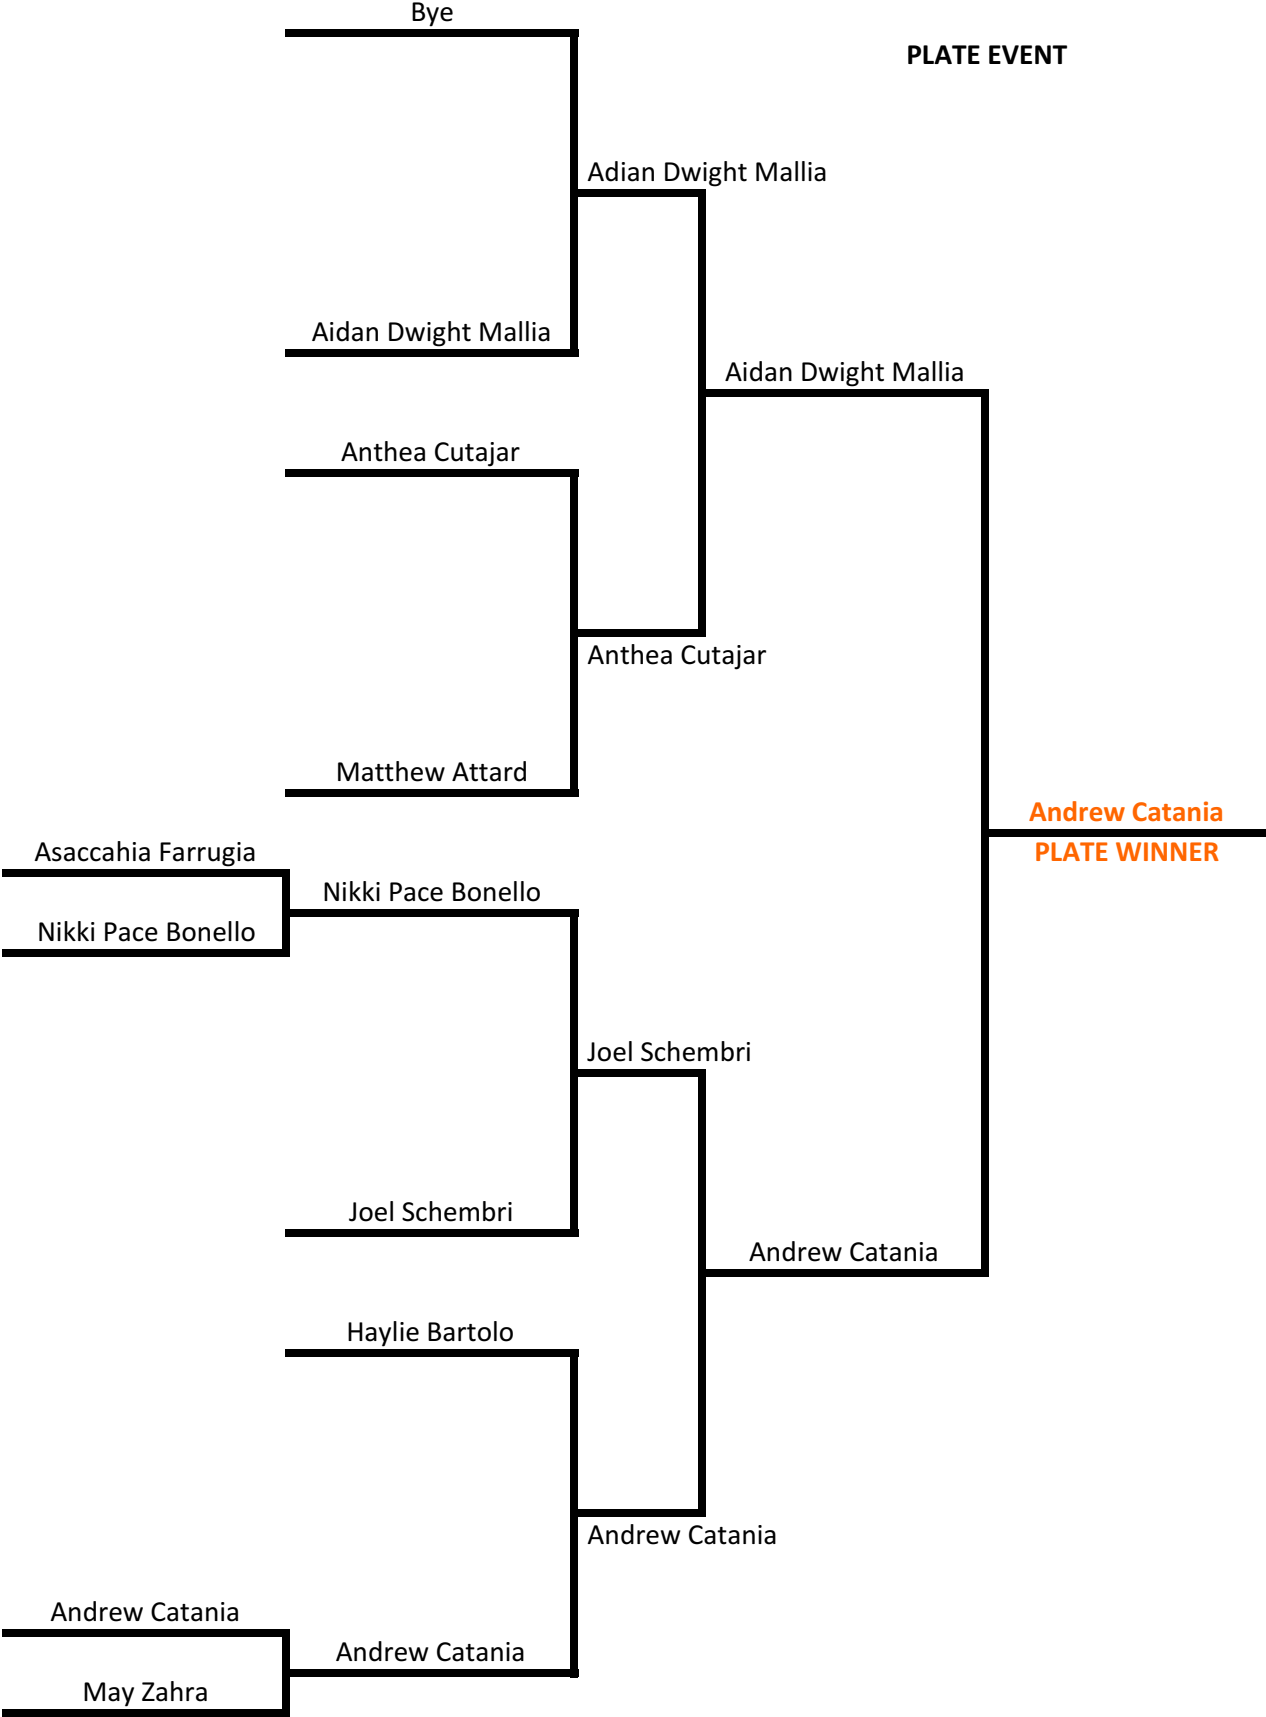 Bye
PLATE EVENT
Adian Dwight Mallia
Aidan Dwight Mallia
Aidan Dwight Mallia
Anthea Cutajar
Anthea Cutajar
Matthew Attard
Andrew Catania
PLATE WINNER
Asaccahia Farrugia
Nikki Pace Bonello
Nikki Pace Bonello
Joel Schembri
Joel Schembri
Andrew Catania
Haylie Bartolo
Andrew Catania
Andrew Catania
Andrew Catania
May Zahra